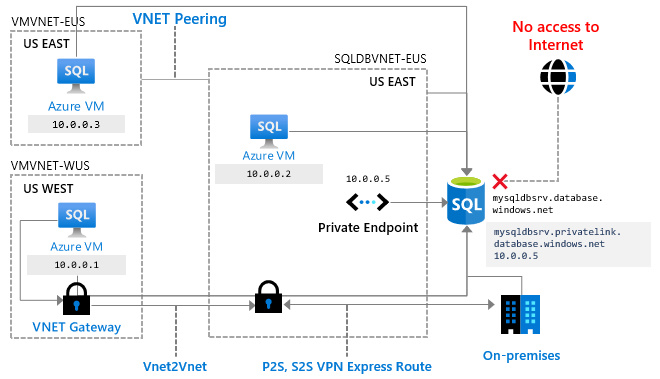 VMVNET-EUS
VNET Peering
US EAST
SQL
Azure VM
10.0.0.3
No access to
Internet
SQLDBVNET-EUS
US EAST
SQL
Azure VM
10.0.0.2
10.0.0.5
Private Endpoint
SQL
mysqldbsrv.database.
windows.net
mysqldbsrv.privatelink.
database.windows.net
10.0.0.5
VMVNET-WUS
US WEST
SQL
Azure VM
10.0.0.1
VNET Gateway
Vnet2Vnet
P2S, S2S VPN Express Route
On-premises